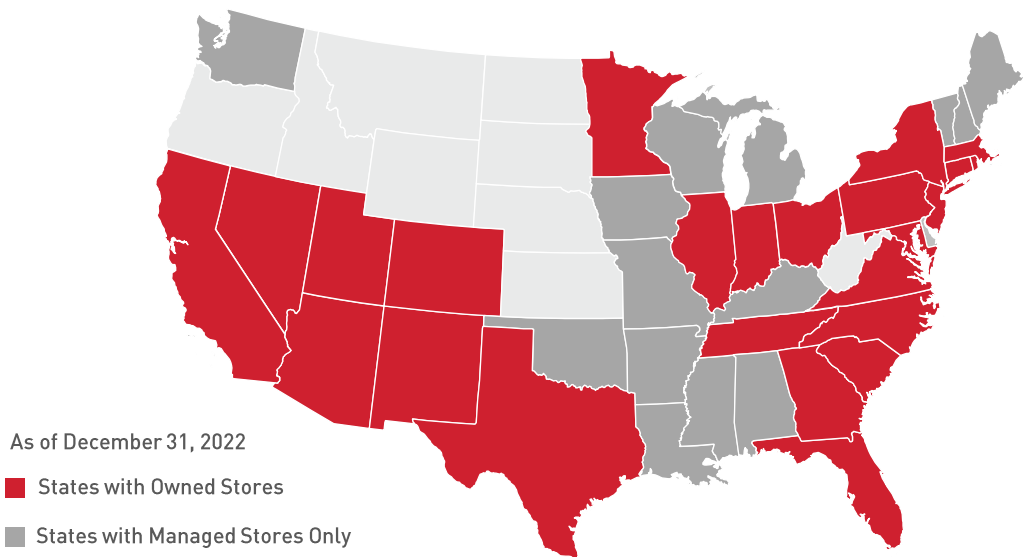 As of December 31, 2022
States with Owned Stores
States with Managed Stores Only